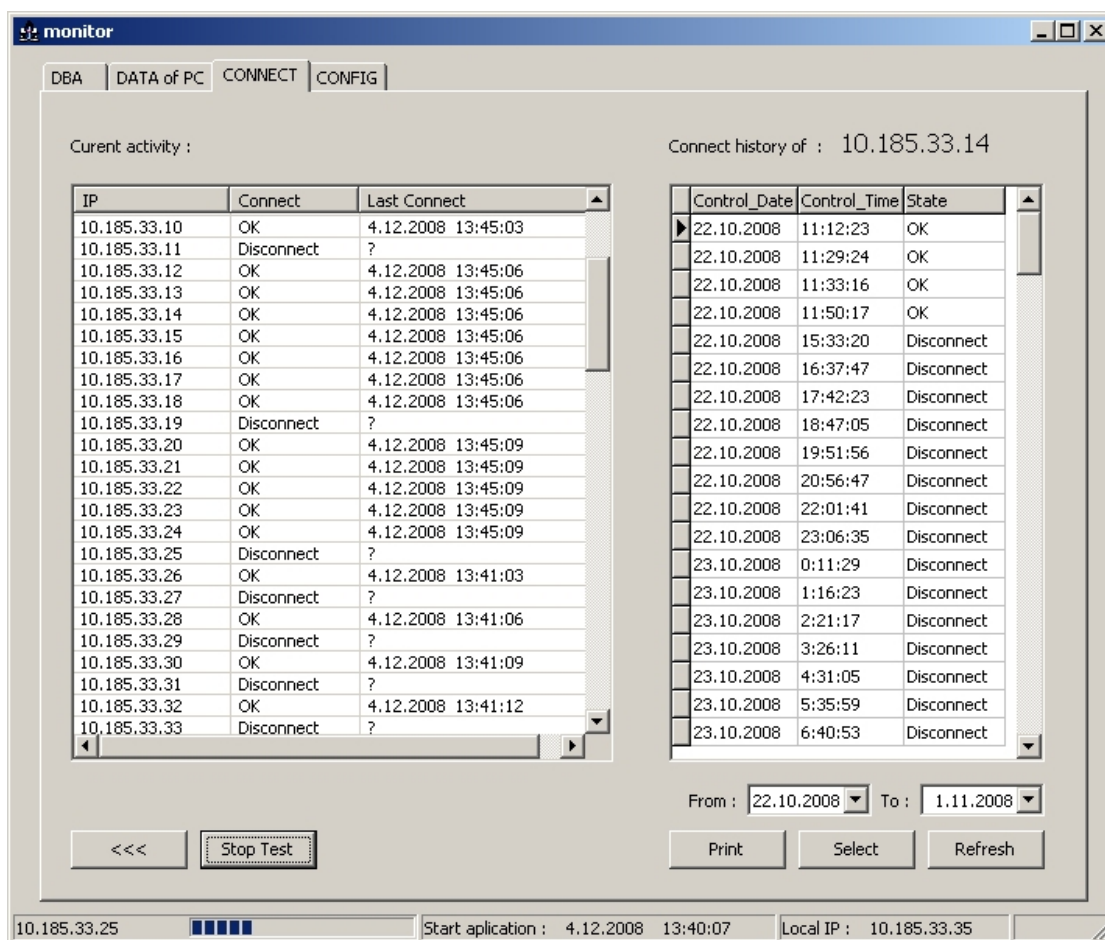 monitor
DBA DATA of PC CONNECT CONFIG
Curent activity :
IP Connect Last Connect
10.185.33.10 OK 4.12.2008 13:45:03
10.185.33.11 Disconnect ?
10.185.33.12 OK 4.12.2008 13:45:06
10.185.33.13 OK 4.12.2008 13:45:06
10.185.33.14 OK 4.12.2008 13:45:06
10.185.33.15 OK 4.12.2008 13:45:06
10.185.33.16 OK 4.12.2008 13:45:06
10.185.33.17 OK 4.12.2008 13:45:06
10.185.33.18 OK 4.12.2008 13:45:06
10.185.33.19 Disconnect ?
10.185.33.20 OK 4.12.2008 13:45:09
10.185.33.21 OK 4.12.2008 13:45:09
10.185.33.22 OK 4.12.2008 13:45:09
10.185.33.23 OK 4.12.2008 13:45:09
10.185.33.24 OK 4.12.2008 13:45:09
10.185.33.25 Disconnect ?
10.185.33.26 OK 4.12.2008 13:41:03
10.185.33.27 Disconnect ?
10.185.33.28 OK 4.12.2008 13:41:06
10.185.33.29 Disconnect ?
10.185.33.30 OK 4.12.2008 13:41:09
10.185.33.31 Disconnect ?
10.185.33.32 OK 4.12.2008 13:41:12
10.185.33.33 Disconnect ?
<<< Stop Test
Connect history of : 10.185.33.14
Control_Date Control_Time State
22.10.2008 11:12:23 OK
22.10.2008 11:29:24 OK
22.10.2008 11:33:16 OK
22.10.2008 11:50:17 OK
22.10.2008 15:33:20 Disconnect
22.10.2008 16:37:47 Disconnect
22.10.2008 17:42:23 Disconnect
22.10.2008 18:47:05 Disconnect
22.10.2008 19:51:56 Disconnect
22.10.2008 20:56:47 Disconnect
22.10.2008 22:01:41 Disconnect
22.10.2008 23:06:35 Disconnect
23.10.2008 0:11:29 Disconnect
23.10.2008 1:16:23 Disconnect
23.10.2008 2:21:17 Disconnect
23.10.2008 3:26:11 Disconnect
23.10.2008 4:31:05 Disconnect
23.10.2008 5:35:59 Disconnect
23.10.2008 6:40:53 Disconnect
From : 22.10.2008 To : 1.11.2008
Print Select Refresh
10.185.33.25 Start aplication : 4.12.2008 13:40:07 Local IP : 10.185.33.35